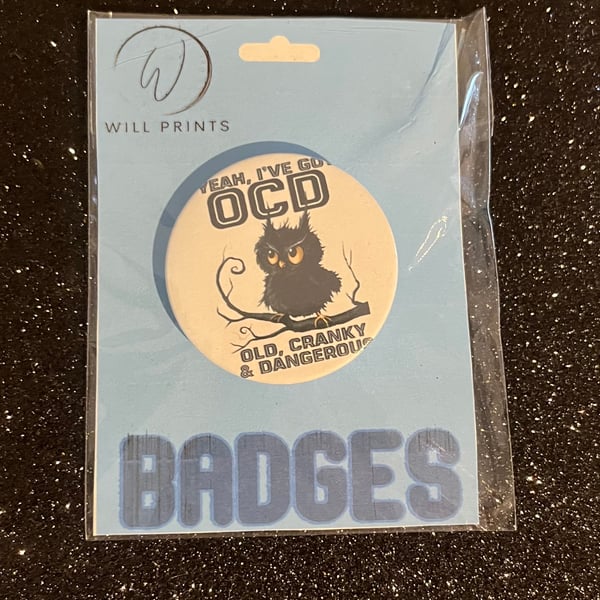 W
WILL PRINTS
YEAH, I'VE GOT
OCD
OLD, CRANKY
& DANGEROUS
BADGES